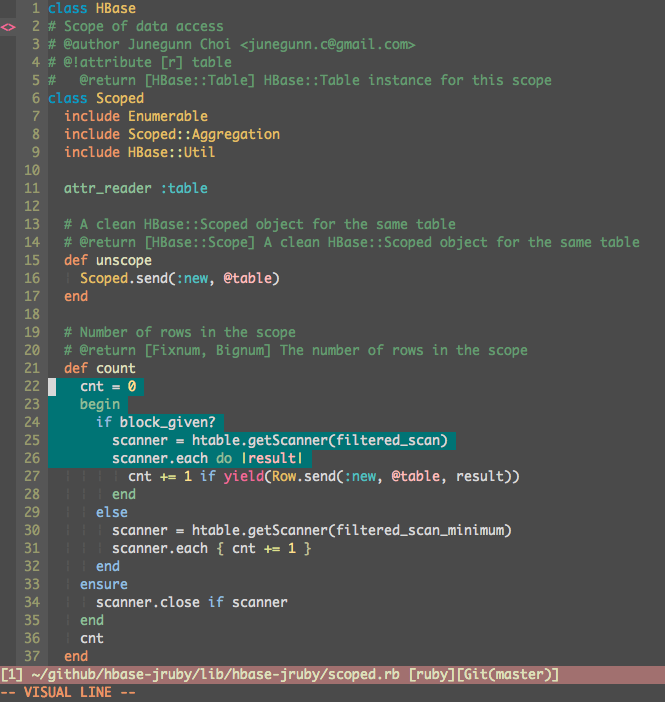 1 class HBase
<> 2 # Scope of data access
3 # @author Junegunn Choi <junegunn.c@gmail.com>
4 # @!attribute [r] table
5 #   @return [HBase::Table] HBase::Table instance for this scope
6 class Scoped
7   include Enumerable
8   include Scoped::Aggregation
9   include HBase::Util
10
11   attr_reader :table
12
13   # A clean HBase::Scoped object for the same table
14   # @return [HBase::Scope] A clean HBase::Scoped object for the same table
15   def unscope
16     Scoped.send(:new, @table)
17   end
18
19   # Number of rows in the scope
20   # @return [Fixnum, Bignum] The number of rows in the scope
21   def count
22     cnt = 0
23     begin
24       if block_given?
25         scanner = htable.getScanner(filtered_scan)
26         scanner.each do |result|
27           cnt += 1 if yield(Row.send(:new, @table, result))
28         end
29       else
30         scanner = htable.getScanner(filtered_scan_minimum)
31         scanner.each { cnt += 1 }
32       end
33     ensure
34       scanner.close if scanner
35     end
36     cnt
37   end
[1] ~/github/hbase-jruby/lib/hbase-jruby/scoped.rb [ruby][Git(master)]
-- VISUAL LINE --